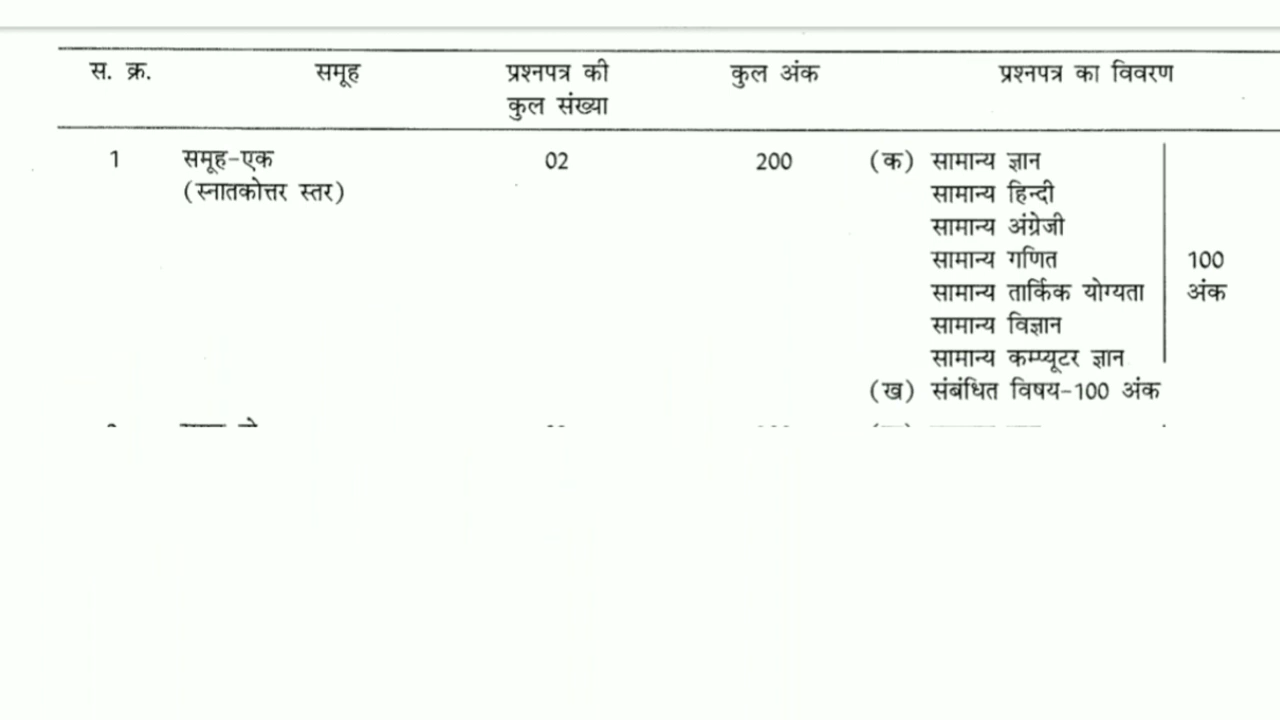 स. क्र. समूह प्रश्नपत्र की कुल अंक प्रश्नपत्र का विवरण
कुल संख्या
1 समूह-एक 02 200 (क) सामान्य ज्ञान
(स्नातकोत्तर स्तर) सामान्य हिन्दी
सामान्य अंग्रेजी
सामान्य गणित 100
सामान्य तार्किक योग्यता अंक
सामान्य विज्ञान
सामान्य कम्प्यूटर ज्ञान
(ख) संबंधित विषय-100 अंक